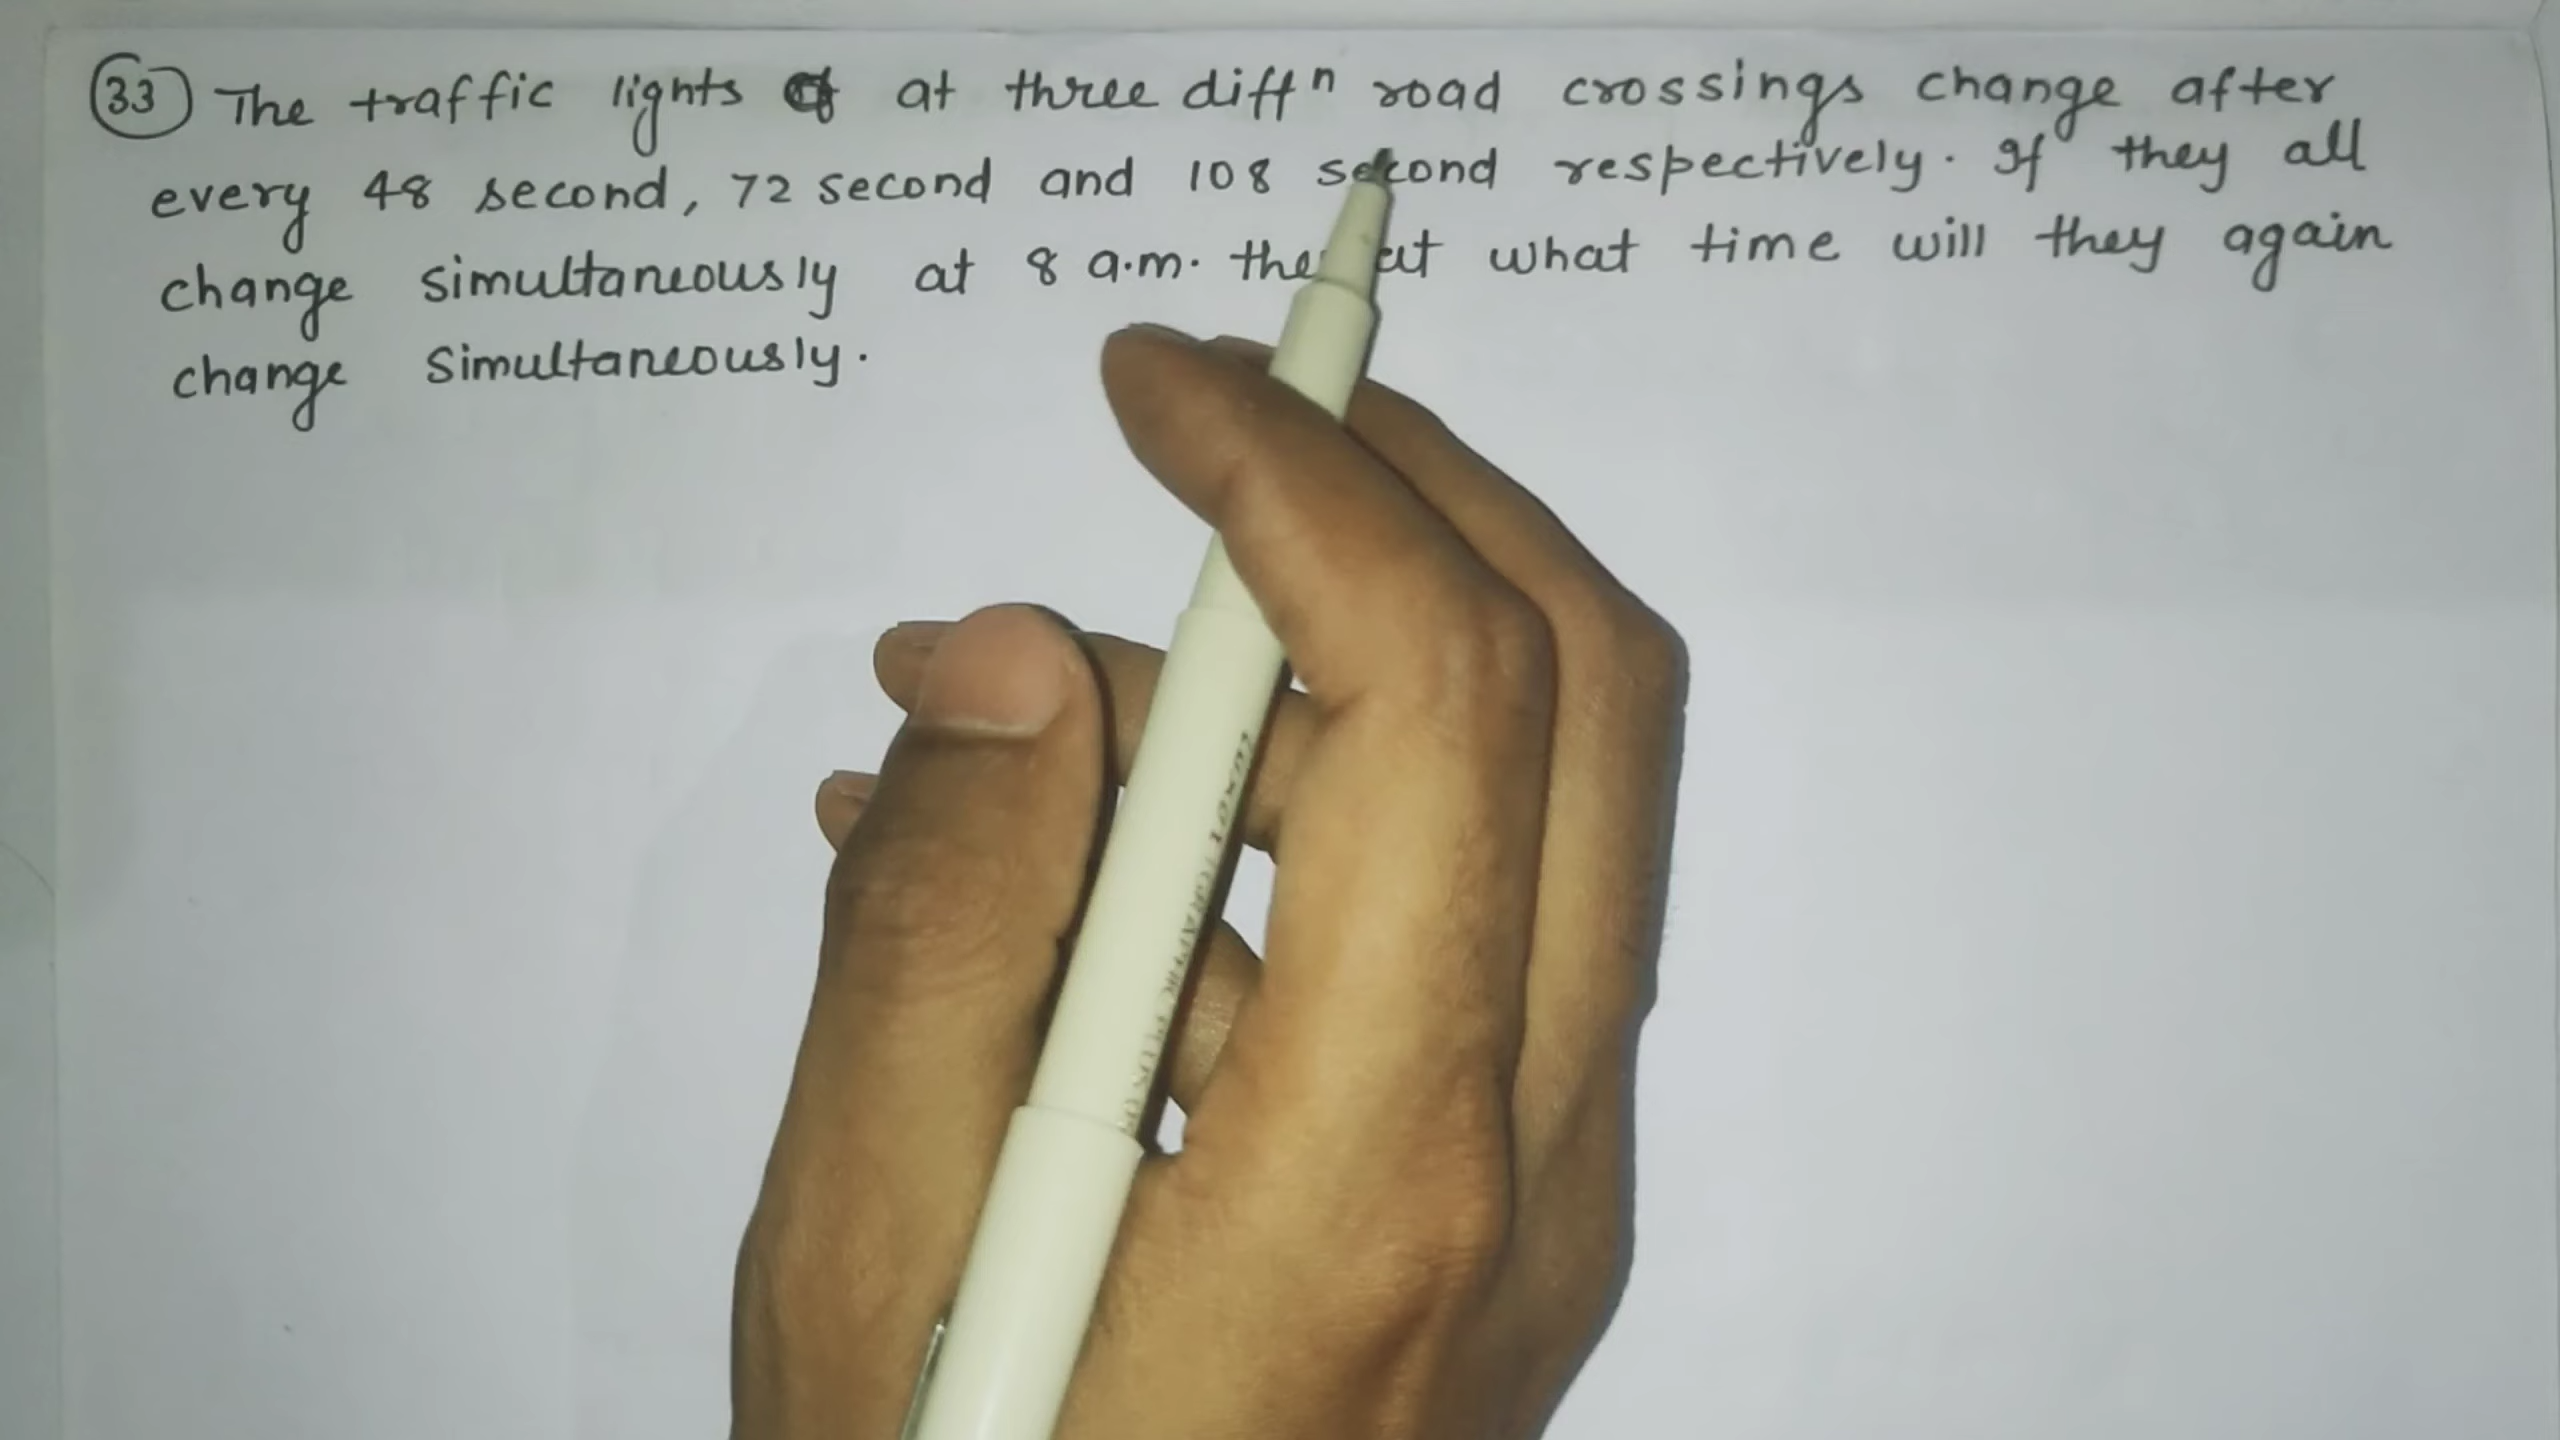 33 The traffic lights at three diffn road crossings change after
every 48 second, 72 second and 108 second respectively. If they all
change simultaneously at 8 a.m. what time will they again
change simultaneously.